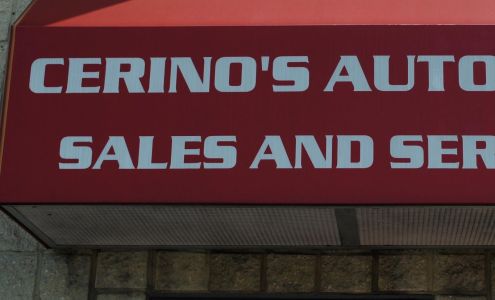 CERINO'S AUTO
SALES AND SER